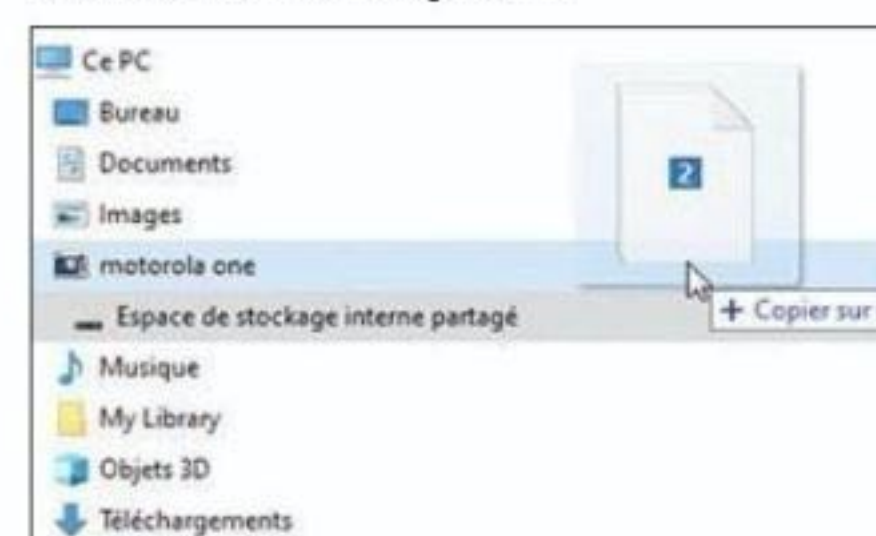 Ce PC
Bureau
Documents
Images
motorola one
Espace de stockage interne partagé
Musique
My Library
Objets 3D
Téléchargements
2
+ Copier sur